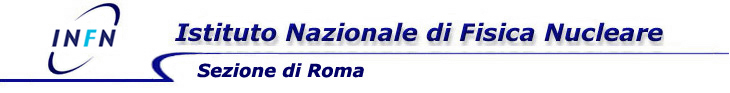 INFN
Istituto Nazionale di Fisica Nucleare
Sezione di Roma